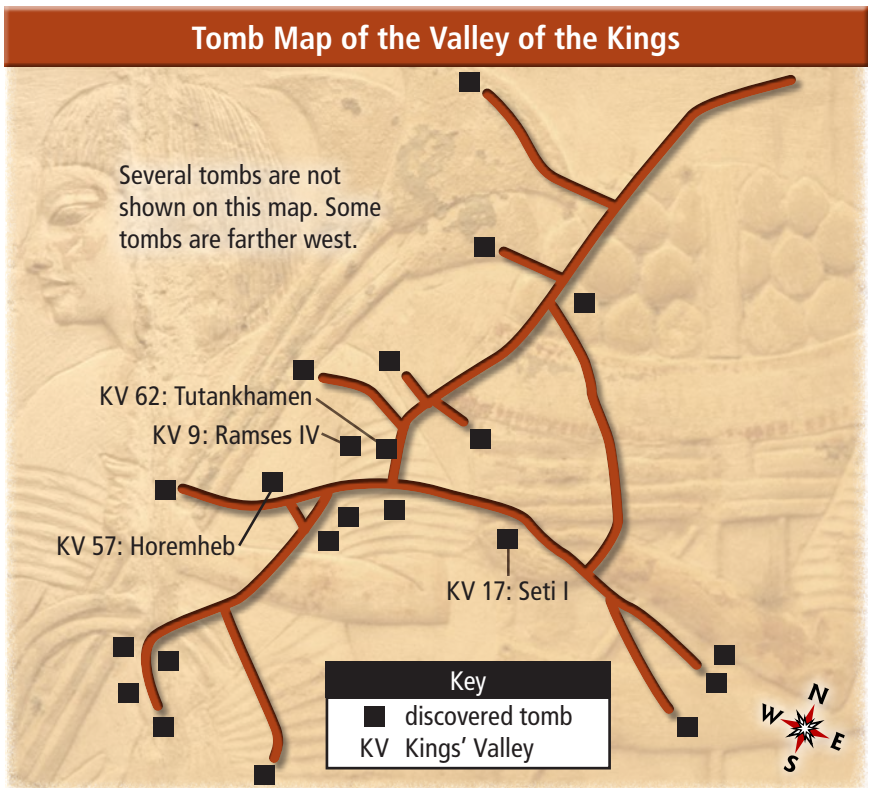 Tomb Map of the Valley of the Kings
Several tombs are not
shown on this map. Some
tombs are farther west.
KV 62: Tutankhamen
KV 9: Ramses IV
KV 57: Horemheb
KV 17: Seti I
Key
discovered tomb
KV Kings’ Valley
N
W
E
S